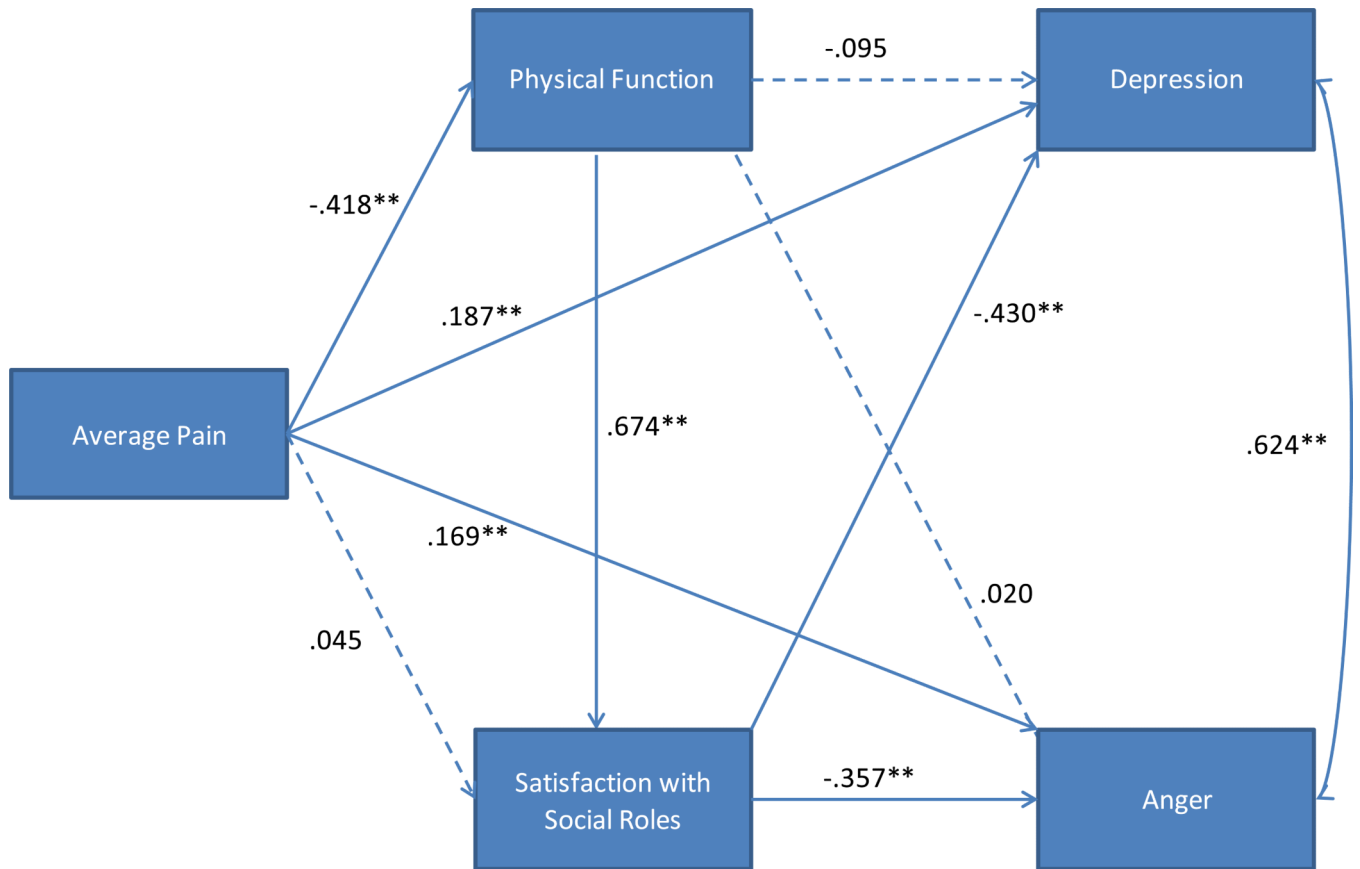 Physical Function
-.095
Depression
-.418**
.187**
-.430**
Average Pain
.674**
.624**
.169**
.045
.020
Satisfaction with
Social Roles
-.357**
Anger